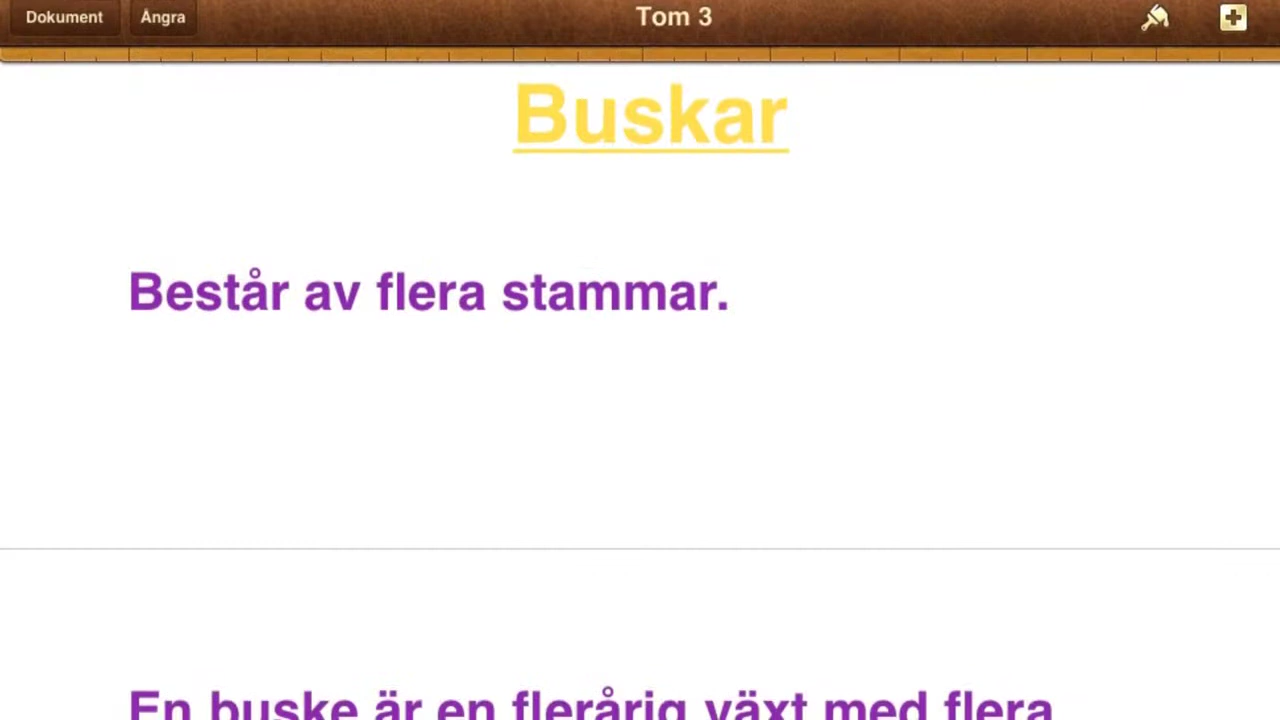 Dokument Ångra Tom 3
Buskar
Består av flera stammar.
En buske är en flerårig växt med flera